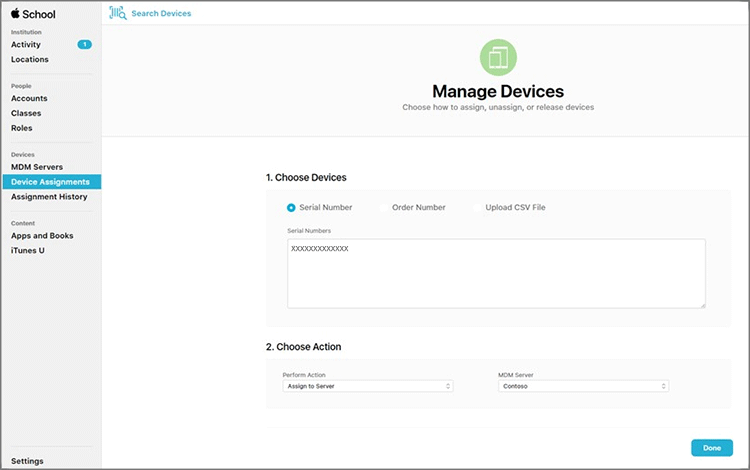 School
Institution
Activity 1
Locations
People
Accounts
Classes
Roles
Devices
MDM Servers
Device Assignments
Assignment History
Content
Apps and Books
iTunes U
Settings
Search Devices
Manage Devices
Choose how to assign, unassign, or release devices
1. Choose Devices
Serial Number Order Number Upload CSV File
Serial Numbers
XXXXXXXXXXXXX
2. Choose Action
Perform Action MDM Server
Assign to Server Contoso
Done